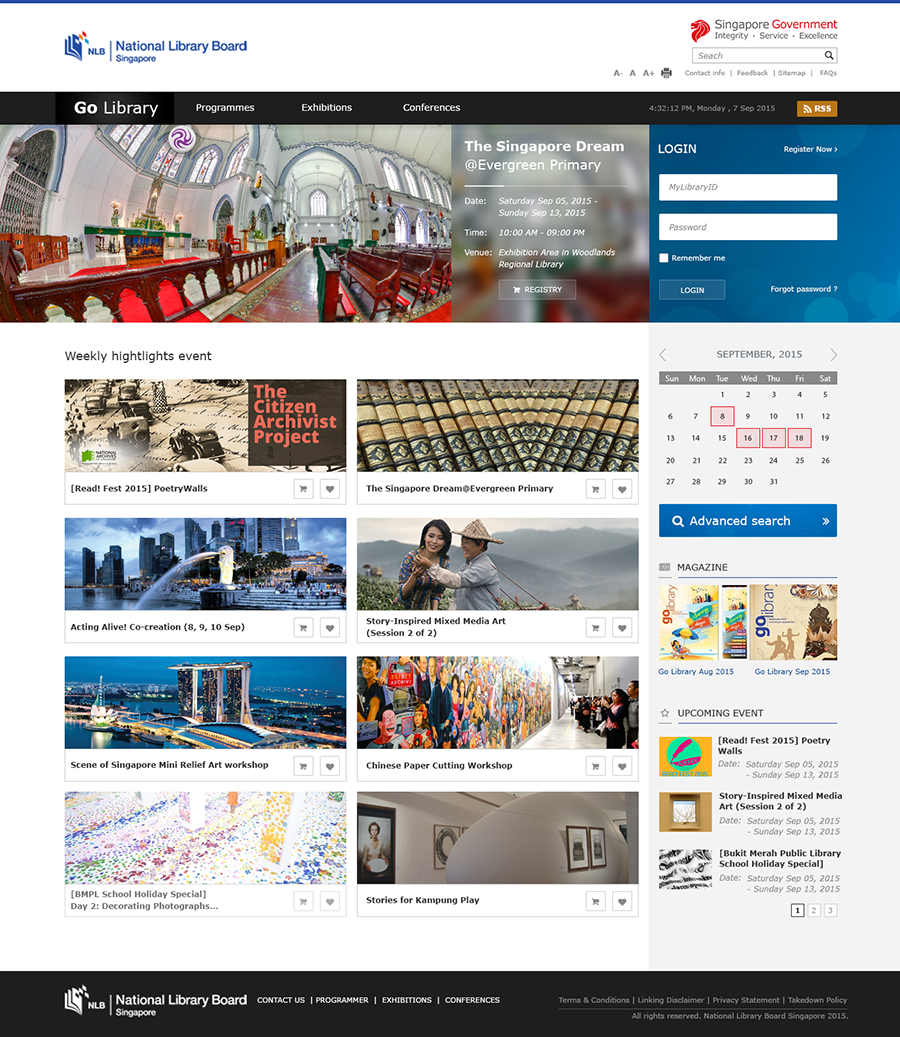 NLB National Library Board
Singapore
Singapore Government
Integrity · Service · Excellence
Search
A- A A+
Contact info | Feedback | Sitemap | FAQs
Go Library
Programmes
Exhibitions
Conferences
4:32:12 PM, Monday , 7 Sep 2015
RSS
The Singapore Dream
@Evergreen Primary
Date: Saturday Sep 05, 2015 -
Sunday Sep 13, 2015
Time: 10:00 AM - 09:00 PM
Venue: Exhibition Area in Woodlands
Regional Library
REGISTRY
LOGIN
Register Now ›
MyLibraryID
Password
Remember me
LOGIN
Forgot password ?
Weekly hightlights event
The
Citizen
Archivist
Project
NATIONAL
ARCHIVES
OF SINGAPORE
[Read! Fest 2015] PoetryWalls
The Singapore Dream@Evergreen Primary
Acting Alive! Co-creation (8, 9, 10 Sep)
Story-Inspired Mixed Media Art
(Session 2 of 2)
Scene of Singapore Mini Relief Art workshop
Chinese Paper Cutting Workshop
[BMPL School Holiday Special]
Day 2: Decorating Photographs...
Stories for Kampung Play
SEPTEMBER, 2015
Sun Mon Tue Wed Thu Fri Sat
1 2 3 4 5
6 7 8 9 10 11 12
13 14 15 16 17 18 19
20 21 22 23 24 25 26
27 28 29 30 31
Advanced search »
MAGAZINE
golibrary
golibrary
Go Library Aug 2015
Go Library Sep 2015
UPCOMING EVENT
READ! FEST 2015
[Read! Fest 2015] Poetry
Walls
Date: Saturday Sep 05, 2015
- Sunday Sep 13, 2015
Story-Inspired Mixed Media
Art (Session 2 of 2)
Date: Saturday Sep 05, 2015
- Sunday Sep 13, 2015
[Bukit Merah Public Library
School Holiday Special]
Date: Saturday Sep 05, 2015
- Sunday Sep 13, 2015
1 2 3
NLB National Library Board
Singapore
CONTACT US | PROGRAMMER | EXHIBITIONS | CONFERENCES
Terms & Conditions | Linking Disclaimer | Privacy Statement | Takedown Policy
All rights reserved. National Library Board Singapore 2015.